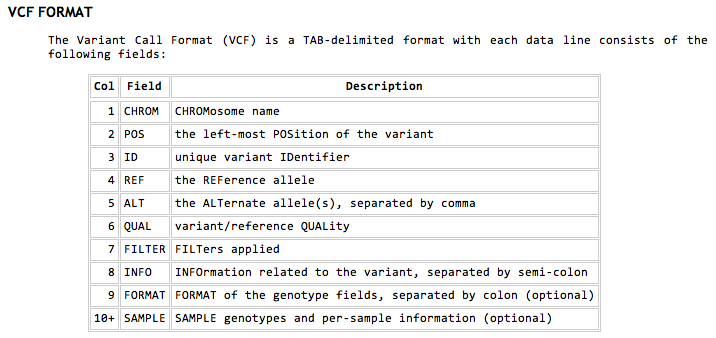 VCF FORMAT
The Variant Call Format (VCF) is a TAB-delimited format with each data line consists of the
following fields:
Col Field Description
1 CHROM CHROMosome name
2 POS the left-most POSition of the variant
3 ID unique variant IDentifier
4 REF the REFerence allele
5 ALT the ALTernate allele(s), separated by comma
6 QUAL variant/reference QUALity
7 FILTER FILTers applied
8 INFO INFOrmation related to the variant, separated by semi-colon
9 FORMAT FORMAT of the genotype fields, separated by colon (optional)
10+ SAMPLE SAMPLE genotypes and per-sample information (optional)